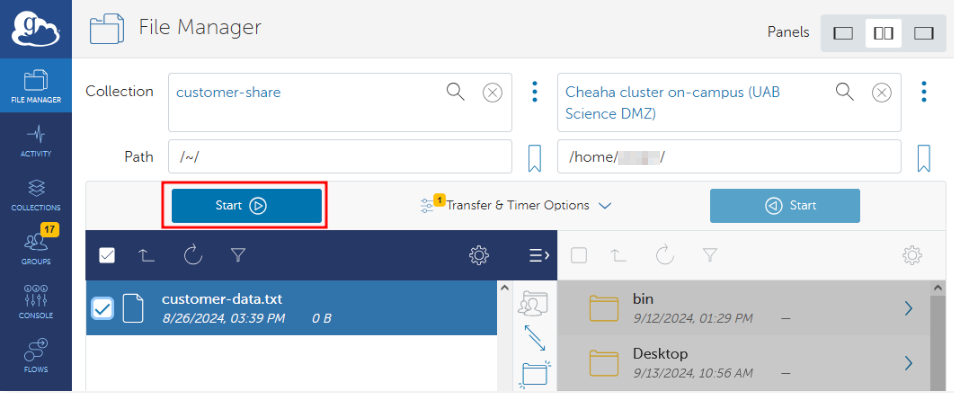 g
File Manager
Panels
FILE MANAGER
Collection
customer-share
Cheaha cluster on-campus (UAB
Science DMZ)
ACTIVITY
Path
/~/
/home/ /
COLLECTIONS
Start
1
Transfer & Timer Options
Start
17
GROUPS
customer-data.txt
8/26/2024, 03:39 PM 0 B
bin
9/12/2024, 01:29 PM —
CONSOLE
Desktop
9/13/2024, 10:56 AM —
FLOWS